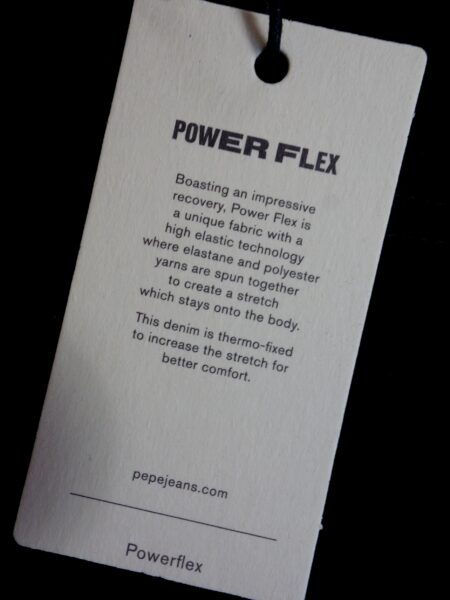 POWER FLEX
Boasting an impressive
recovery, Power Flex is
a unique fabric with a
high elastic technology
where elastane and polyester
yarns are spun together
to create a stretch
which stays onto the body.
This denim is thermo-fixed
to increase the stretch for
better comfort.
pepejeans.com
Powerflex